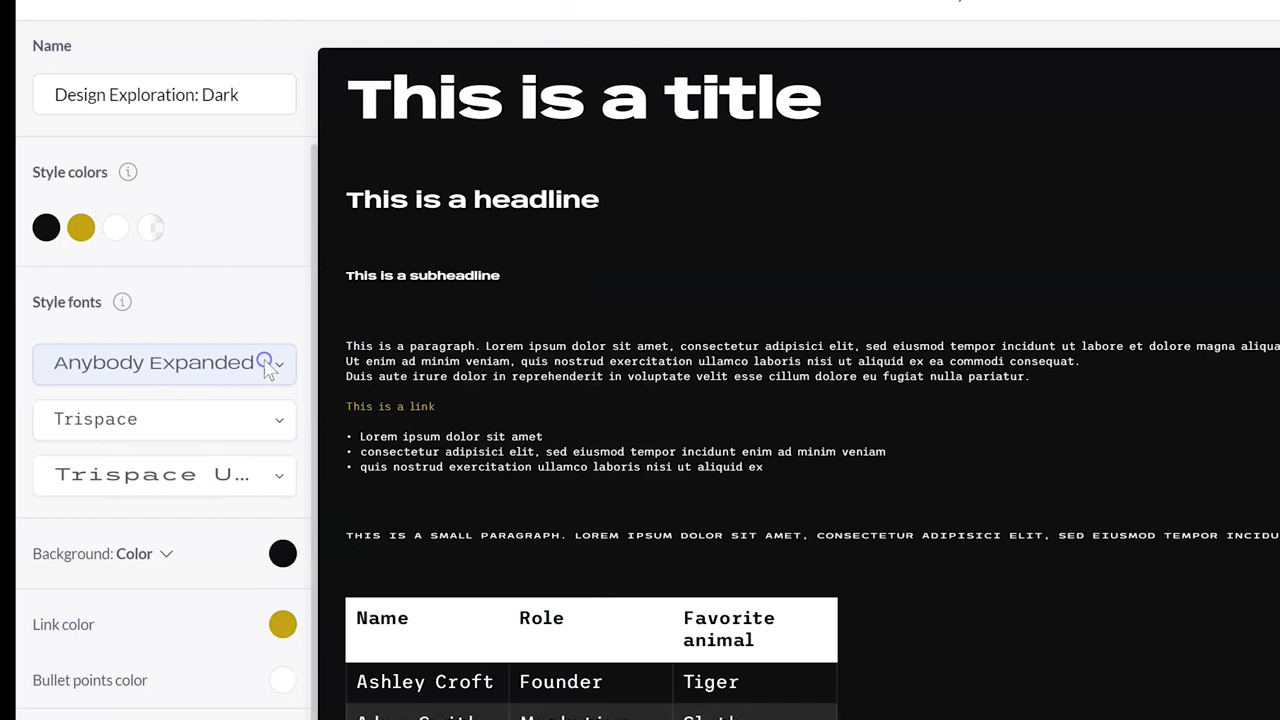 Name
Design Exploration: Dark
Style colors
Style fonts
Anybody Expanded
Trispace
Trispace U...
Background: Color
Link color
Bullet points color
This is a title
This is a headline
This is a subheadline
This is a paragraph. Lorem ipsum dolor sit amet, consectetur adipisici elit, sed eiusmod tempor incidunt ut labore et dolore magna aliqua
Ut enim ad minim veniam, quis nostrud exercitation ullamco laboris nisi ut aliquid ex ea commodi consequat.
Duis aute irure dolor in reprehenderit in voluptate velit esse cillum dolore eu fugiat nulla pariatur.
This is a link
• Lorem ipsum dolor sit amet
• consectetur adipisici elit, sed eiusmod tempor incidunt enim ad minim veniam
• quis nostrud exercitation ullamco laboris nisi ut aliquid ex
THIS IS A SMALL PARAGRAPH. LOREM IPSUM DOLOR SIT AMET, CONSECTETUR ADIPISICI ELIT, SED EIUSMOD TEMPOR INCIDU
Name Role Favorite
animal
Ashley Croft Founder Tiger